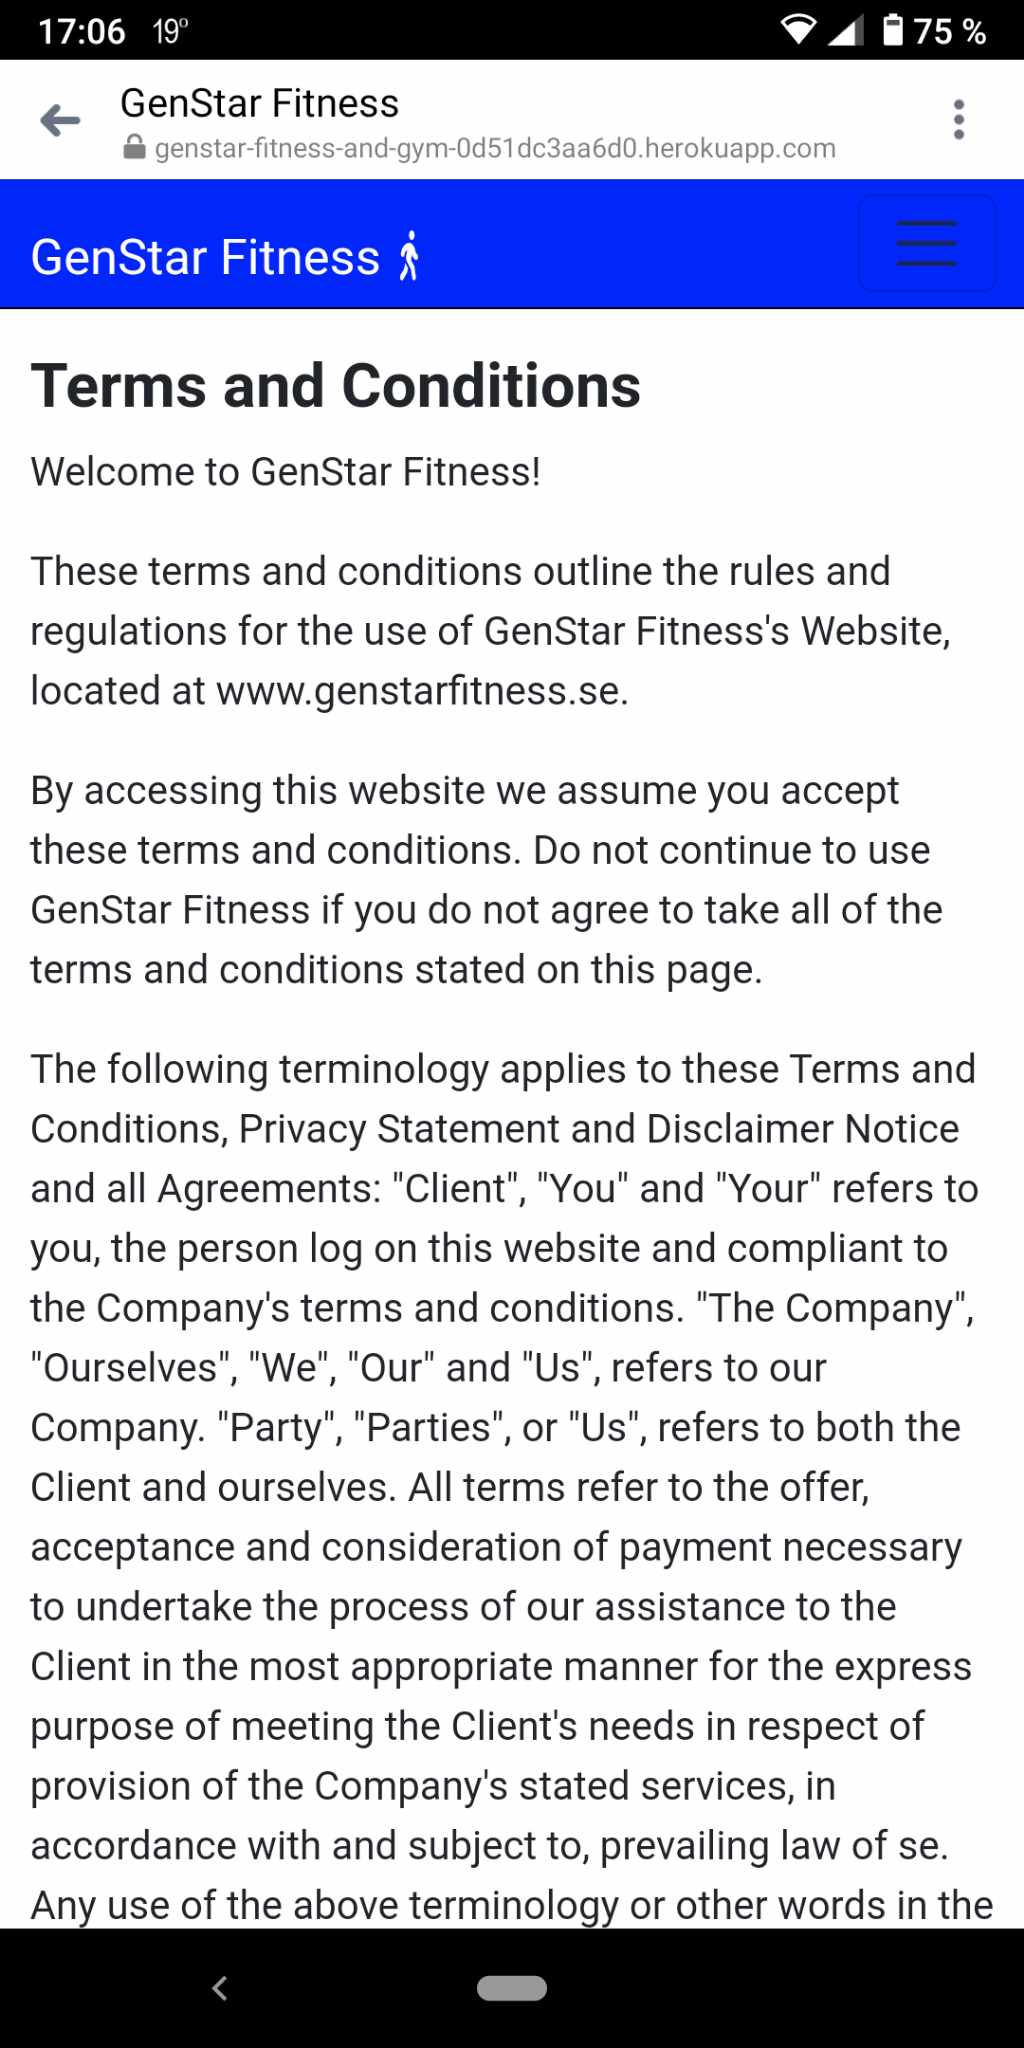 17:06 19° 75 %
GenStar Fitness
genstar-fitness-and-gym-0d51dc3aa6d0.herokuapp.com
GenStar Fitness
Terms and Conditions
Welcome to GenStar Fitness!
These terms and conditions outline the rules and
regulations for the use of GenStar Fitness's Website,
located at www.genstarfitness.se.
By accessing this website we assume you accept
these terms and conditions. Do not continue to use
GenStar Fitness if you do not agree to take all of the
terms and conditions stated on this page.
The following terminology applies to these Terms and
Conditions, Privacy Statement and Disclaimer Notice
and all Agreements: "Client", "You" and "Your" refers to
you, the person log on this website and compliant to
the Company's terms and conditions. "The Company",
"Ourselves", "We", "Our" and "Us", refers to our
Company. "Party", "Parties", or "Us", refers to both the
Client and ourselves. All terms refer to the offer,
acceptance and consideration of payment necessary
to undertake the process of our assistance to the
Client in the most appropriate manner for the express
purpose of meeting the Client's needs in respect of
provision of the Company's stated services, in
accordance with and subject to, prevailing law of se.
Any use of the above terminology or other words in the